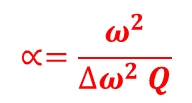 ∝= ω² / Δω² Q